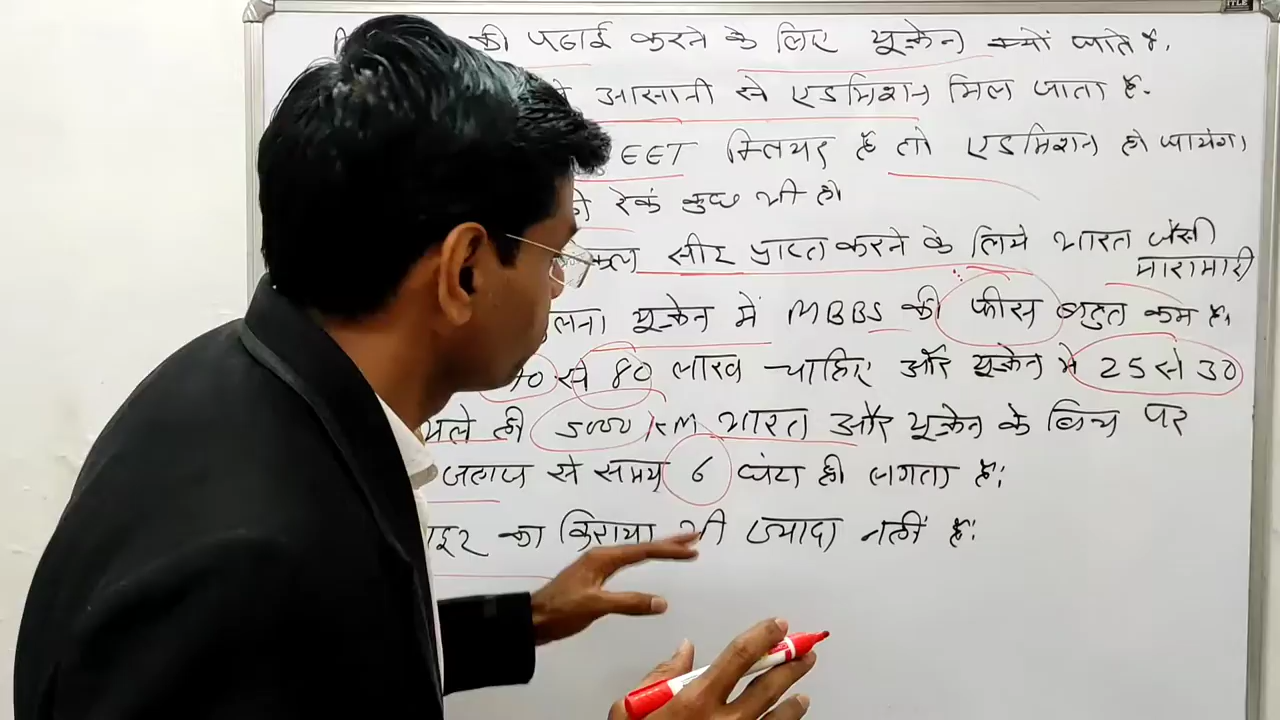 की पढाई करने के लिए यूक्रेन क्यों जाते है,
आसानी से एडमिशन मिल जाता है.
EET क्लियर है तो एडमिशन हो जायेगा
रेंक कुछ भी हो
सीट प्राप्त करने के लिये भारत जैसी
मारामारी
लना यूक्रेन में MBBS की फीस बहुत कम है,
से 80 लाख चाहिए और यूक्रेन मे 25 से 30
ही 5000 KM भारत और यूक्रेन के बिच पर
जहाज से समय 6 घंटा ही लगता है:
का किराया भी ज्यादा नहीं है: